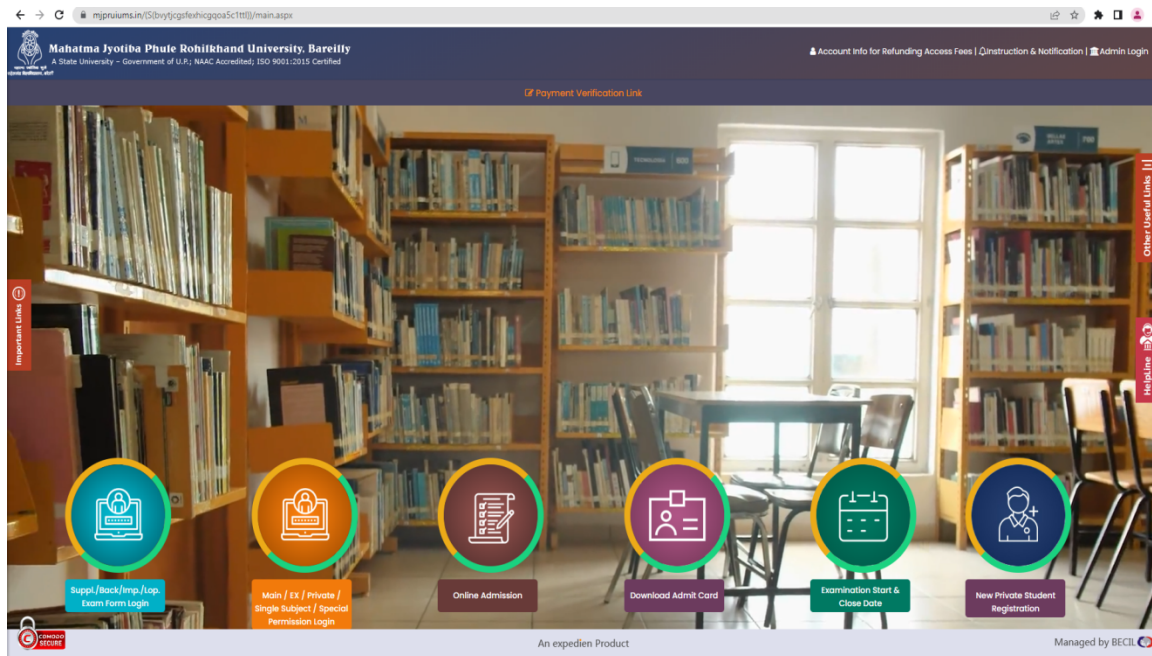 mjpruiums.in/(S(bvytjcgsfexhicgqoa5c1ttl))/main.aspx
Mahatma Jyotiba Phule Rohilkhand University, Bareilly
A State University – Government of U.P.; NAAC Accredited; ISO 9001:2015 Certified
Account Info for Refunding Access Fees | Instruction & Notification | Admin Login
Payment Verification Link
600
700
Other Useful Links
Important Links
HelpLine
Suppl./Back/Imp./Lop.
Exam Form Login
Main / EX / Private /
Single Subject / Special
Permission Login
Online Admission
Download Admit Card
Examination Start &
Close Date
New Private Student
Registration
COMODO
SECURE
An expedien Product
Managed by BECIL